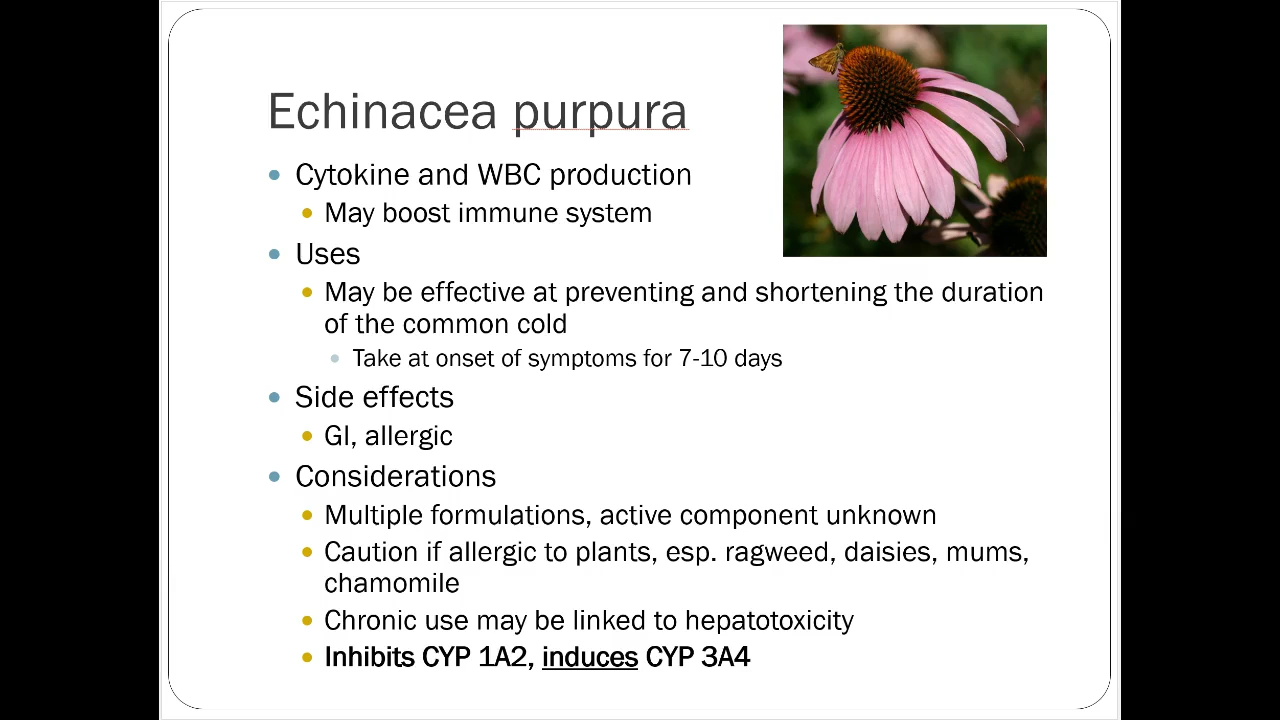 Echinacea purpura
Cytokine and WBC production
May boost immune system
Uses
May be effective at preventing and shortening the duration
of the common cold
Take at onset of symptoms for 7-10 days
Side effects
GI, allergic
Considerations
Multiple formulations, active component unknown
Caution if allergic to plants, esp. ragweed, daisies, mums,
chamomile
Chronic use may be linked to hepatotoxicity
Inhibits CYP 1A2, induces CYP 3A4